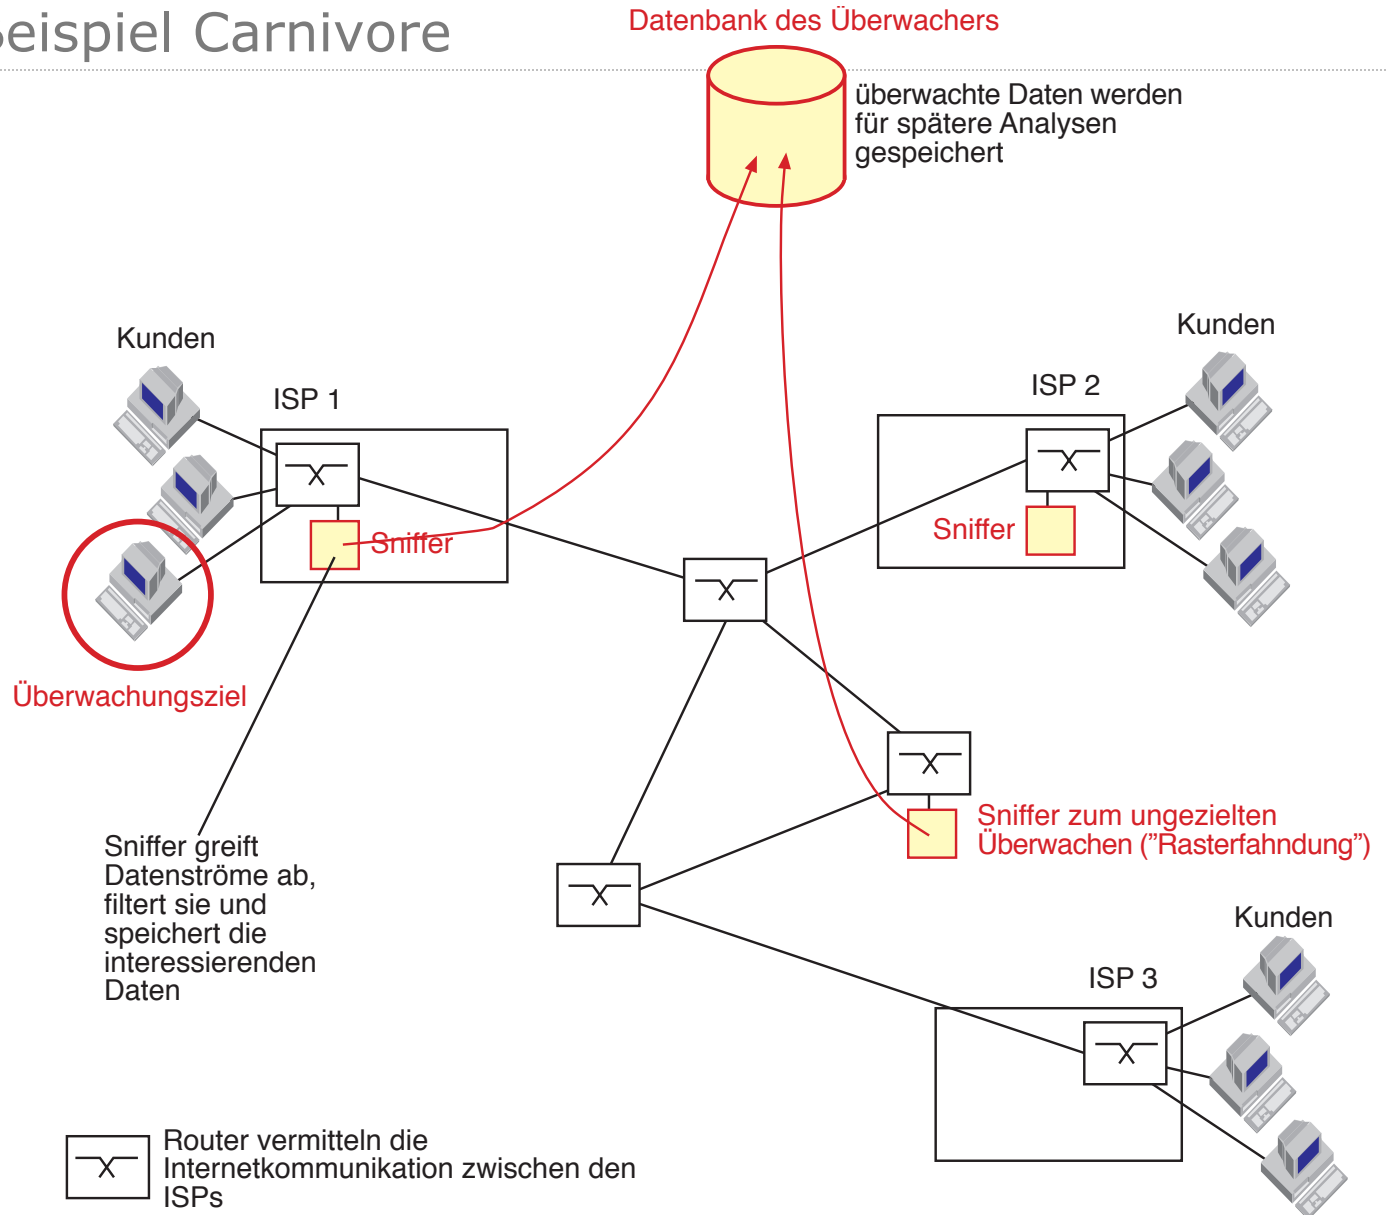 Beispiel Carnivore
Datenbank des Überwachers
überwachte Daten werden
für spätere Analysen
gespeichert
Kunden
ISP 1
Sniffer
Überwachungsziel
Kunden
ISP 2
Sniffer
Sniffer zum ungezielten
Überwachen (”Rasterfahndung”)
Sniffer greift
Datenströme ab,
filtert sie und
speichert die
interessierenden
Daten
Kunden
ISP 3
Router vermitteln die
Internetkommunikation zwischen den
ISPs